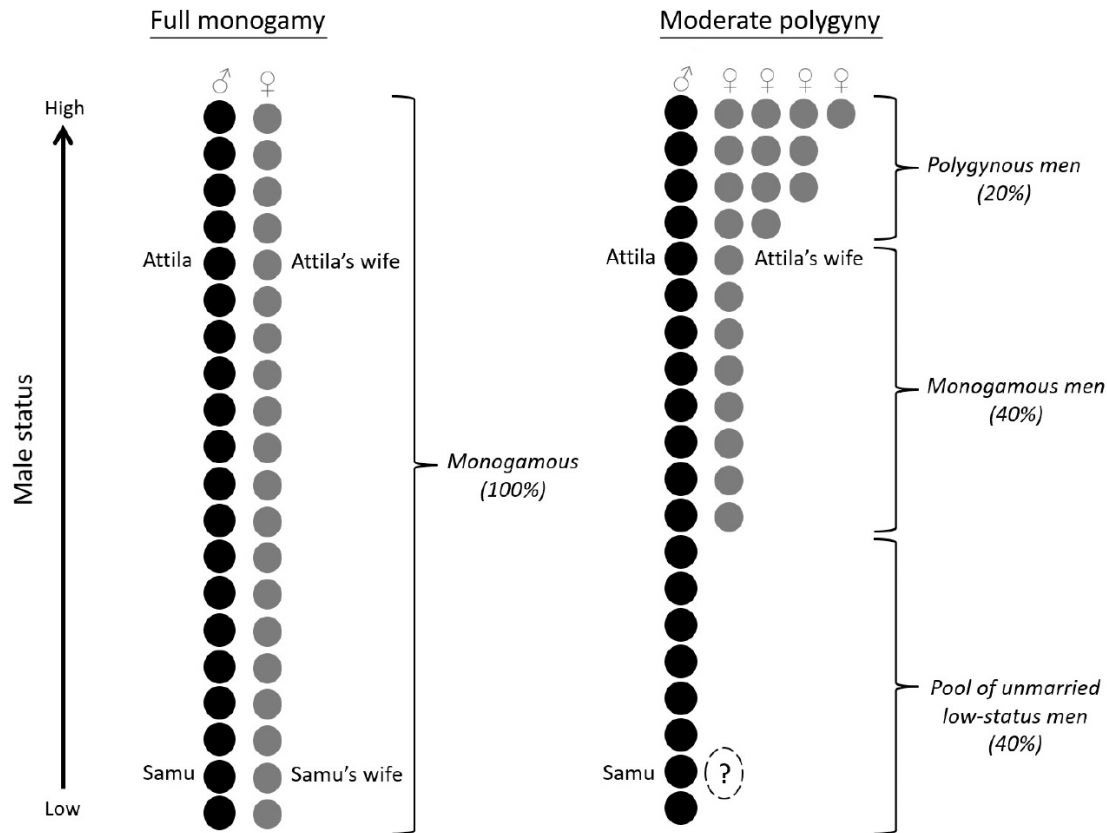 Full monogamy
♂ ♀
High
Male status
Low
Attila
Attila's wife
Samu
Samu's wife
Monogamous
(100%)
Moderate polygyny
♂ ♀ ♀ ♀ ♀
Attila
Attila's wife
Samu
?
Polygynous men
(20%)
Monogamous men
(40%)
Pool of unmarried
low-status men
(40%)